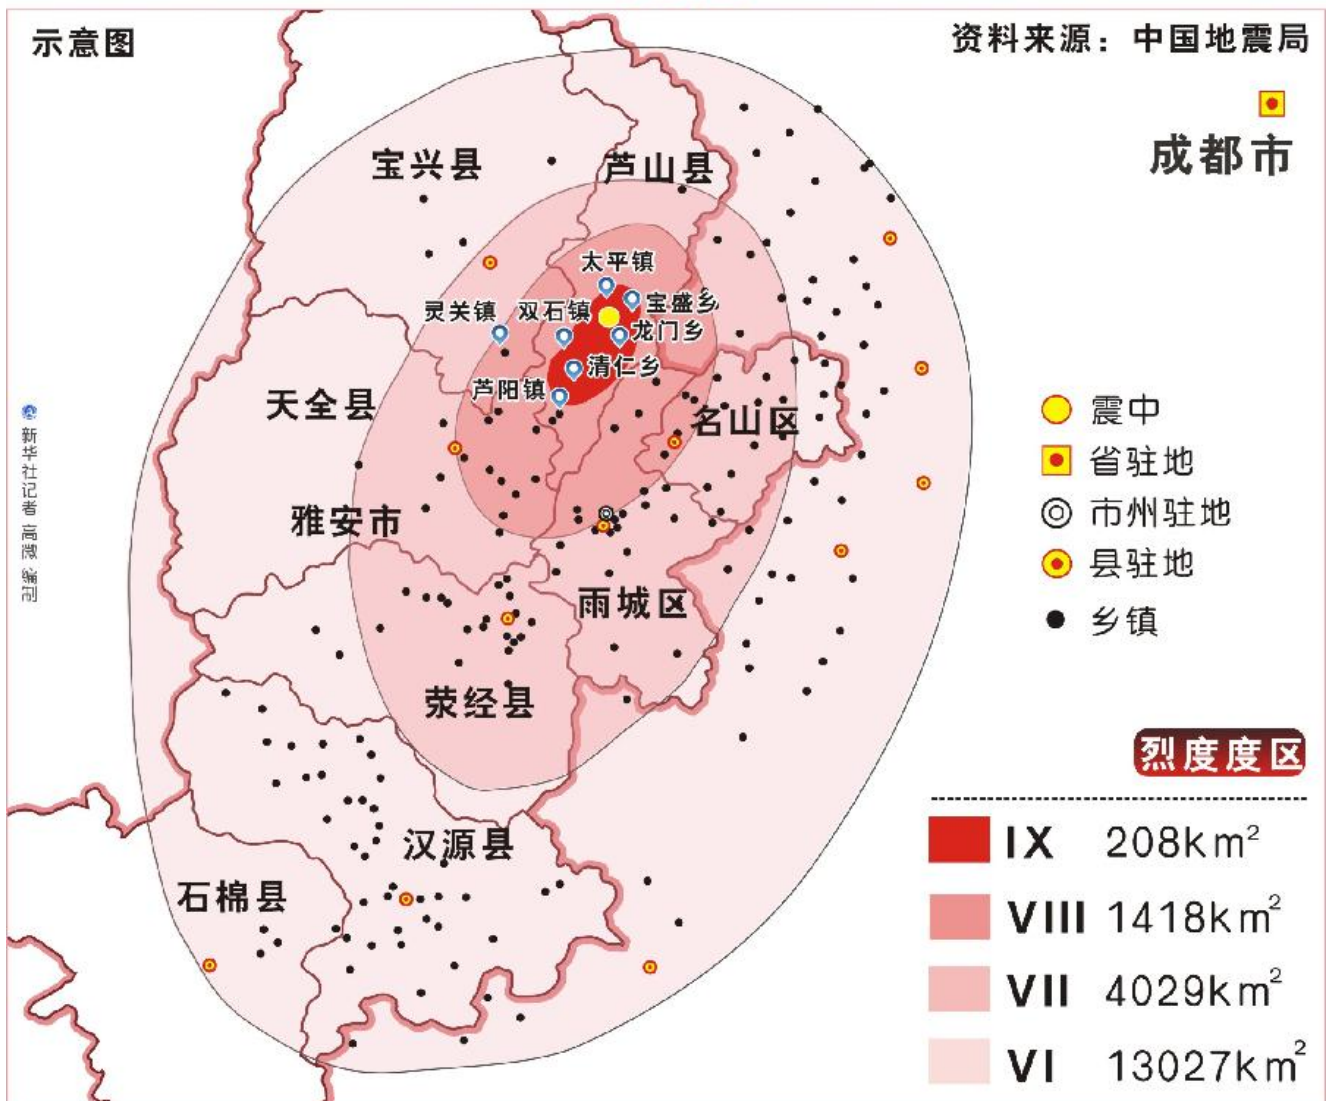 示意图
资料来源：中国地震局
成都市
宝兴县
芦山县
太平镇
灵关镇
双石镇
宝盛乡
龙门乡
清仁乡
芦阳镇
天全县
名山区
雅安市
雨城区
荥经县
汉源县
石棉县
新华社记者 高微 编制
震中
省驻地
市州驻地
县驻地
乡镇
烈度度区
IX 208km²
VIII 1418km²
VII 4029km²
VI 13027km²